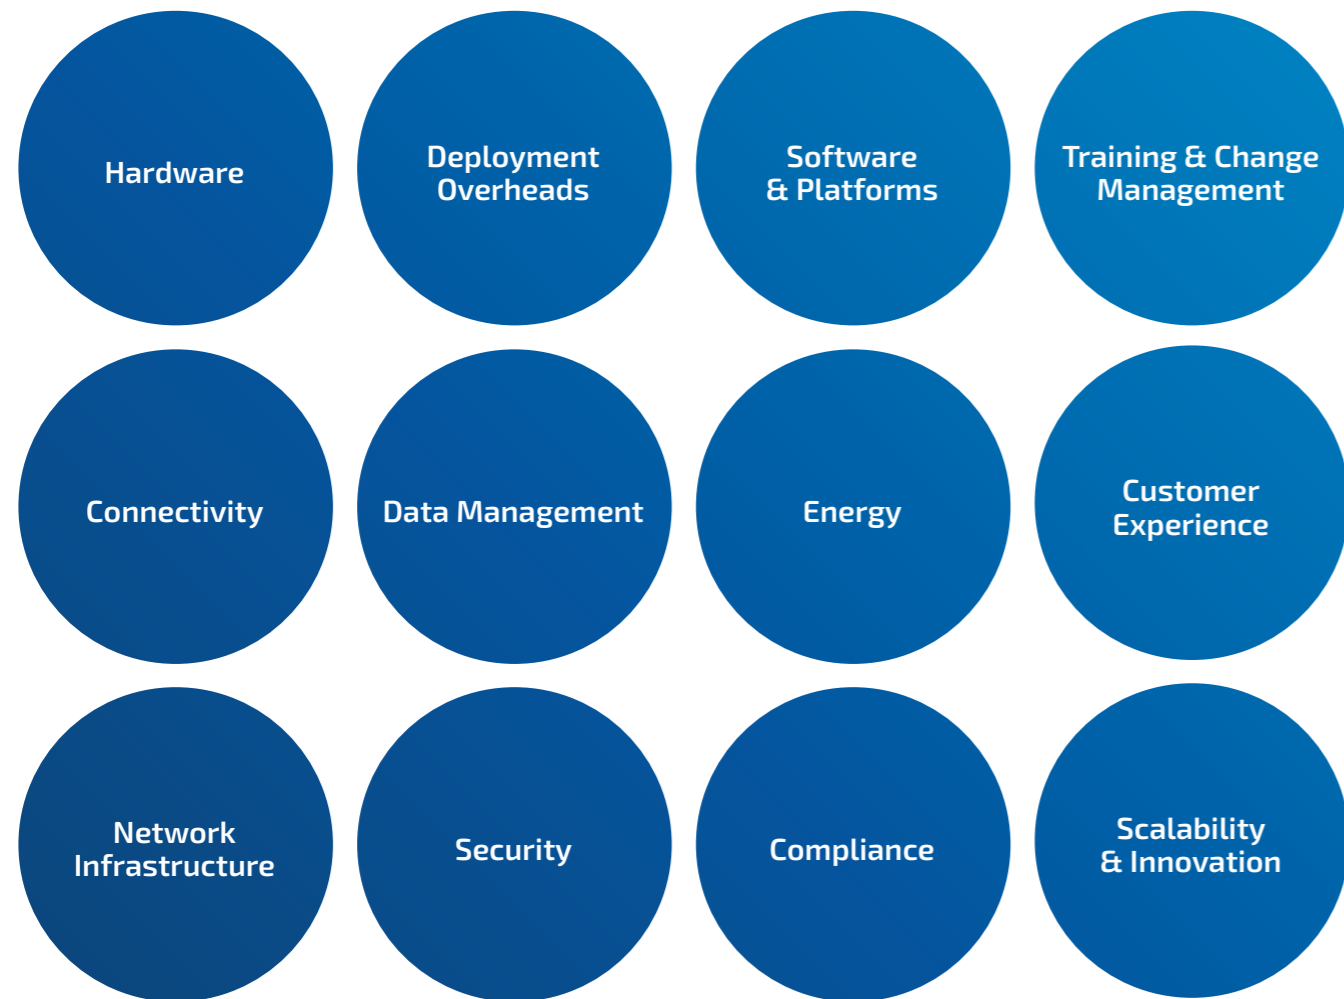 Hardware
Deployment
Overheads
Software
& Platforms
Training & Change
Management
Connectivity
Data Management
Energy
Customer
Experience
Network
Infrastructure
Security
Compliance
Scalability
& Innovation